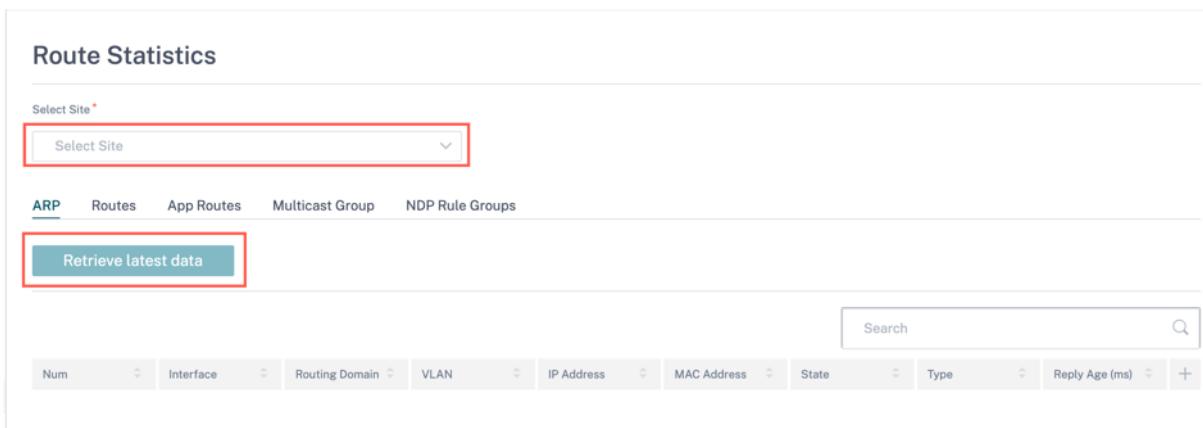 Route Statistics
Select Site *
Select Site
ARP Routes App Routes Multicast Group NDP Rule Groups
Retrieve latest data
Search
Num Interface Routing Domain VLAN IP Address MAC Address State Type Reply Age (ms)